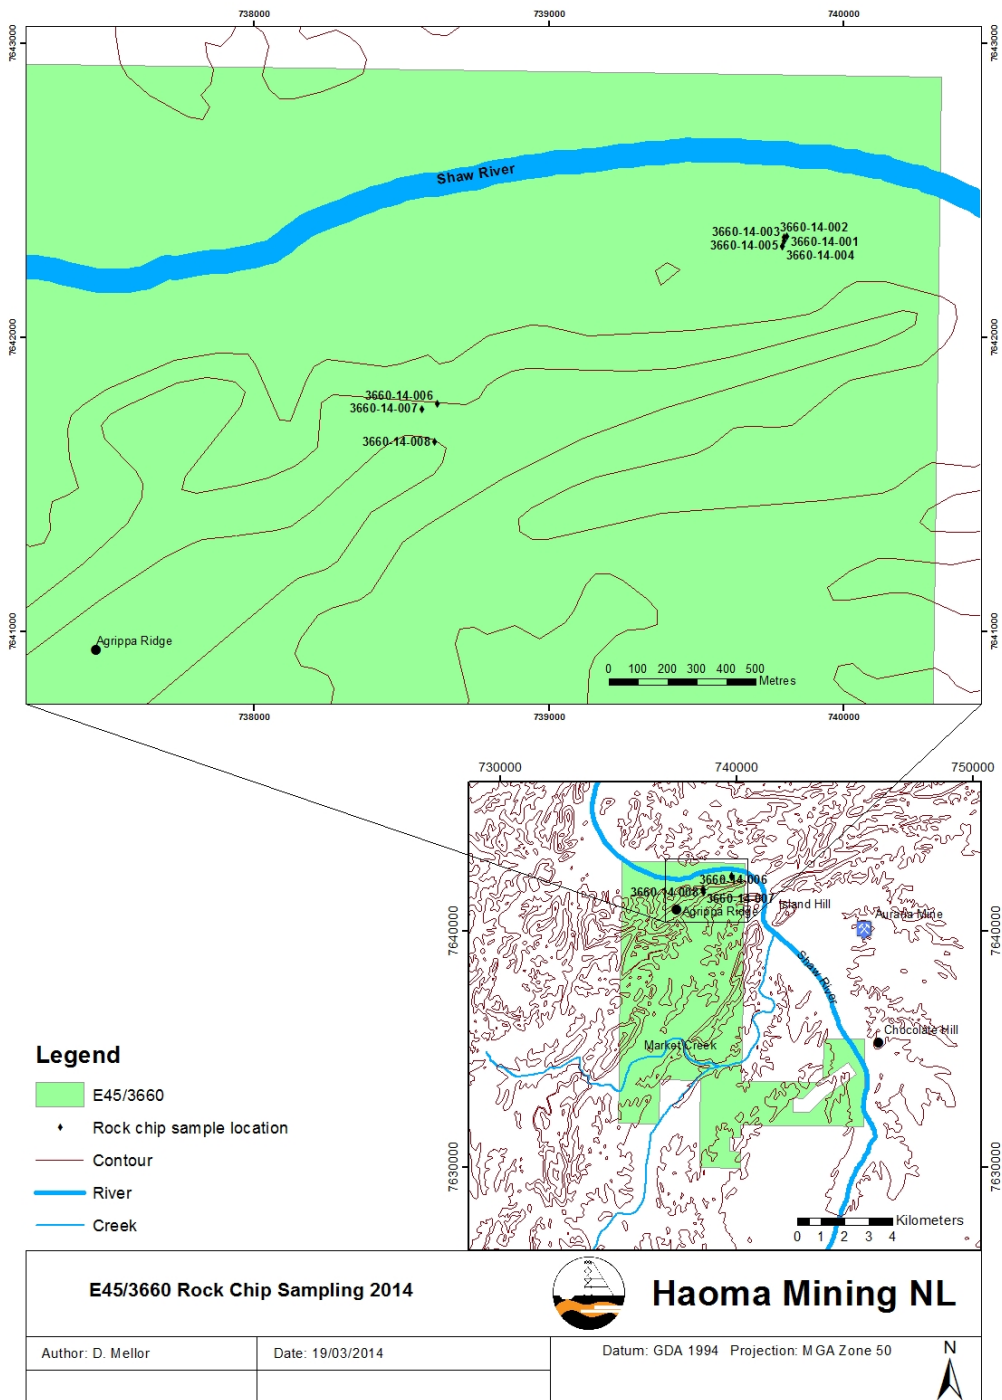 738000
739000
740000
7643000
7643000
Shaw River
3660-14-003
3660-14-002
3660-14-005
3660-14-001
3660-14-004
7642000
7642000
3660-14-006
3660-14-007
3660-14-008
7641000
7641000
Agrippa Ridge
0 100 200 300 400 500
Metres
738000
739000
740000
730000
740000
750000
3660-14-006
3660-14-008
3660-14-007
Island Hill
Agrippa Ridge
Auraria Mine
7640000
7640000
Shaw River
Chocolate Hill
Market Creek
7630000
7630000
Kilometers
0 1 2 3 4
Legend
E45/3660
Rock chip sample location
Contour
River
Creek
E45/3660 Rock Chip Sampling 2014
Haoma Mining NL
Author: D. Mellor
Date: 19/03/2014
Datum: GDA 1994 Projection: MGA Zone 50
N